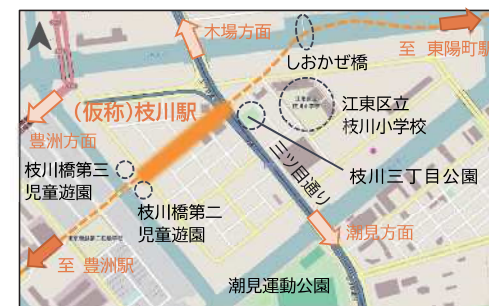 木場方面
至 東陽町駅
しおかぜ橋
(仮称)枝川駅
江東区立
枝川小学校
豊洲方面
三ツ目通り
枝川三丁目公園
枝川橋第三
児童遊園
枝川橋第二
児童遊園
潮見方面
至 豊洲駅
潮見運動公園